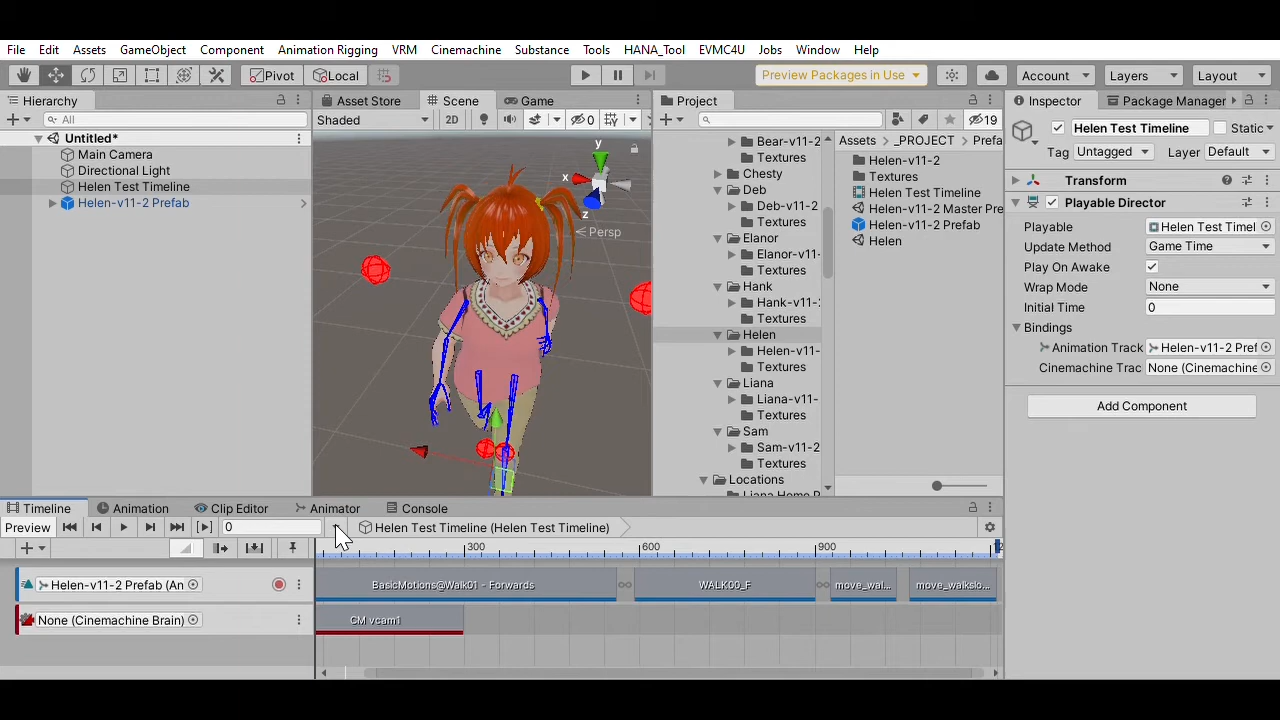 File Edit Assets GameObject Component Animation Rigging VRM Cinemachine Substance Tools HANA_Tool EVMC4U Jobs Window Help
Pivot Local Preview Packages in Use Account Layers Layout
Hierarchy
All
Untitled*
Main Camera
Directional Light
Helen Test Timeline
Helen-v11-2 Prefab
Asset Store Scene Game
Shaded 2D 0
y
x
z
Persp
Project
19
Bear-v11-2
Textures
Chesty
Deb
Deb-v11-2
Textures
Elanor
Elanor-v11-
Textures
Hank
Hank-v11-2
Textures
Helen
Helen-v11-
Textures
Liana
Liana-v11-
Textures
Sam
Sam-v11-2
Textures
Locations
Assets _PROJECT Prefa
Helen-v11-2
Textures
Helen Test Timeline
Helen-v11-2 Master Pre
Helen-v11-2 Prefab
Helen
Inspector Package Manager
Helen Test Timeline Static
Tag Untagged Layer Default
Transform
Playable Director
Playable Helen Test Timel
Update Method Game Time
Play On Awake
Wrap Mode None
Initial Time 0
Bindings
Animation Track Helen-v11-2 Pref
Cinemachine Trac None (Cinemachine
Add Component
Timeline Animation Clip Editor Animator Console
Preview 0 Helen Test Timeline (Helen Test Timeline)
300 600 900
Helen-v11-2 Prefab (An BasicMotions@Walk01 - Forwards WALK00_F move_wal... move_walkslo...
None (Cinemachine Brain) CM vcam1